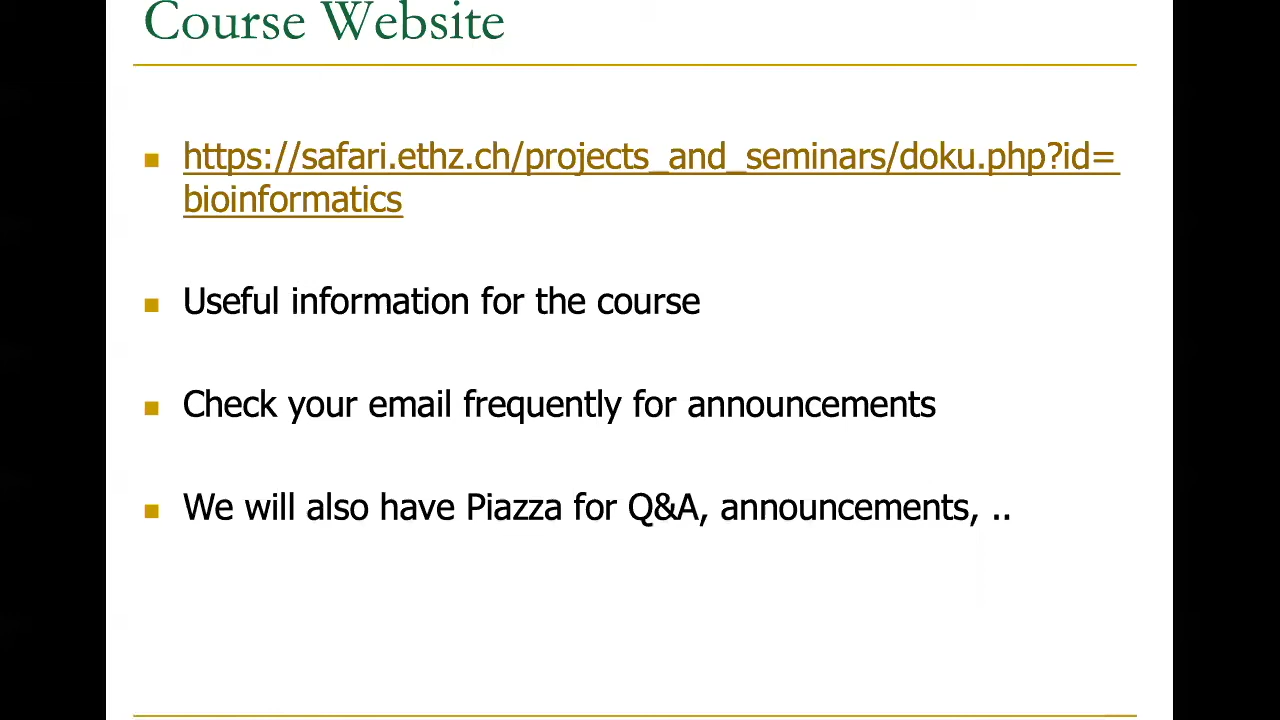 Course Website
https://safari.ethz.ch/projects_and_seminars/doku.php?id=
bioinformatics
Useful information for the course
Check your email frequently for announcements
We will also have Piazza for Q&A, announcements, ..